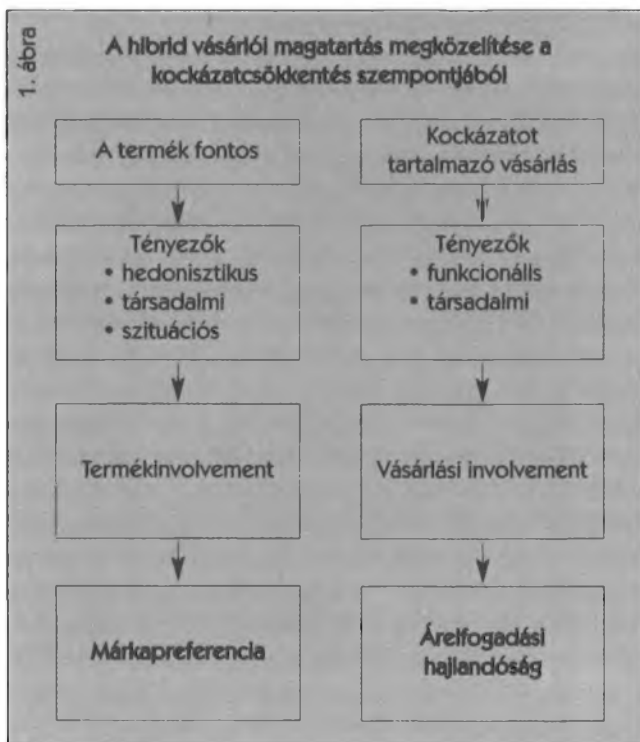 1. ábra
A hibrid vásárlói magatartás megközelítése a
kockázatcsökkentés szempontjából
A termék fontos
Tényezők
• hedonisztikus
• társadalmi
• szituációs
Termékinvolvement
Márkapreferencia
Kockázatot
tartalmazó vásárlás
Tényezők
• funkcionális
• társadalmi
Vásárlási involvement
Árelfogadási
hajlandóság